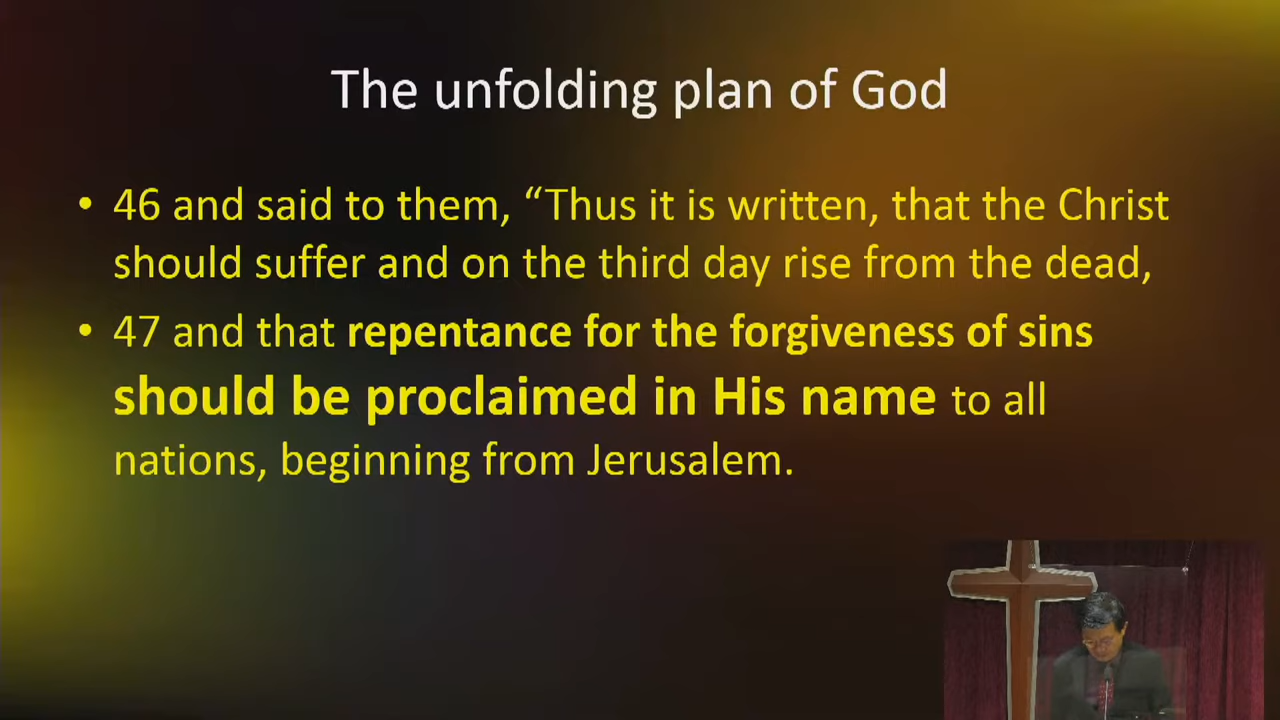 The unfolding plan of God
• 46 and said to them, “Thus it is written, that the Christ
should suffer and on the third day rise from the dead,
• 47 and that repentance for the forgiveness of sins
should be proclaimed in His name to all
nations, beginning from Jerusalem.